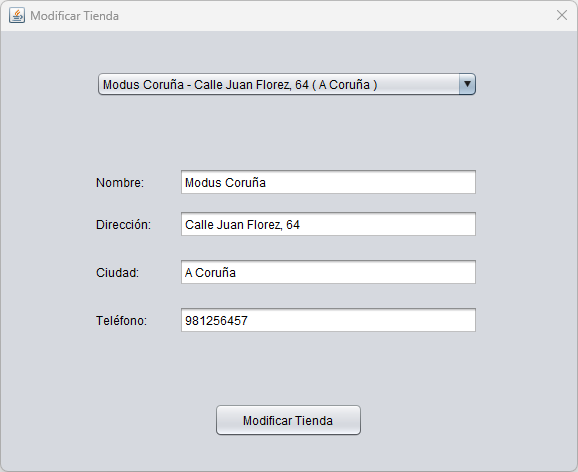 Modificar Tienda
Modus Coruña - Calle Juan Florez, 64 ( A Coruña )
Nombre: Modus Coruña
Dirección: Calle Juan Florez, 64
Ciudad: A Coruña
Teléfono: 981256457
Modificar Tienda